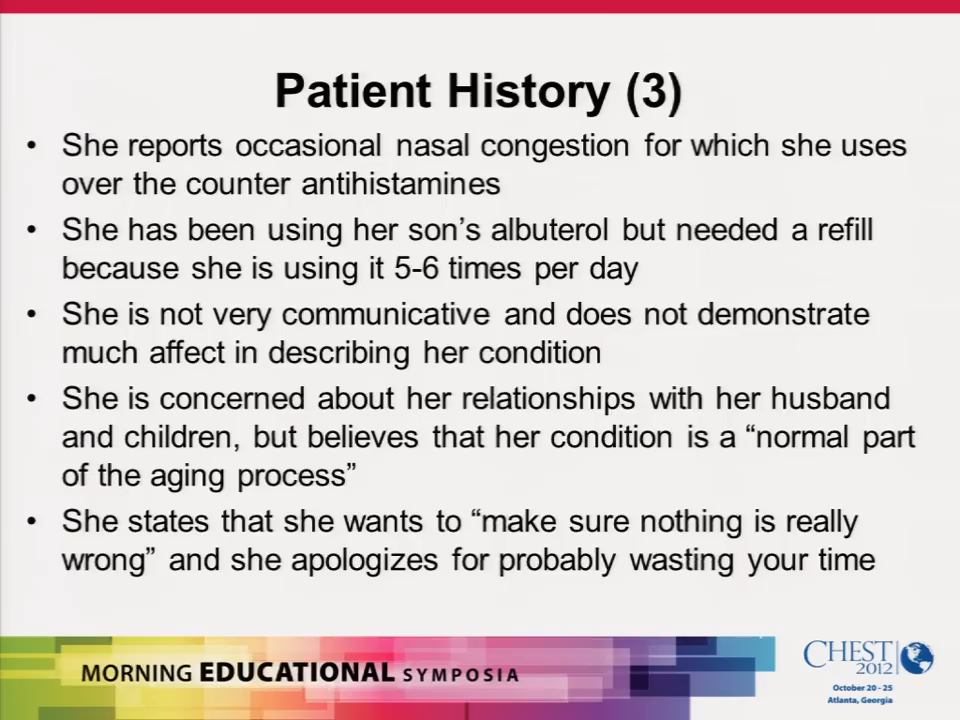 Patient History (3)
• She reports occasional nasal congestion for which she uses
over the counter antihistamines
• She has been using her son’s albuterol but needed a refill
because she is using it 5-6 times per day
• She is not very communicative and does not demonstrate
much affect in describing her condition
• She is concerned about her relationships with her husband
and children, but believes that her condition is a “normal part
of the aging process”
• She states that she wants to “make sure nothing is really
wrong” and she apologizes for probably wasting your time
MORNING EDUCATIONAL SYMPOSIA
CHEST
2012
October 20 - 25
Atlanta, Georgia